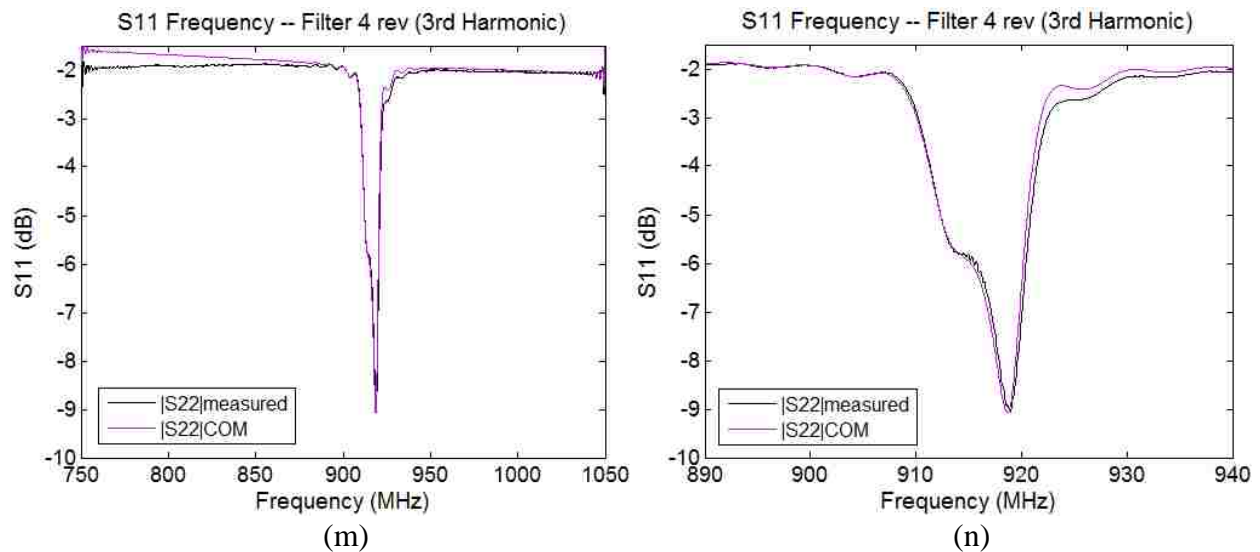 S11 Frequency -- Filter 4 rev (3rd Harmonic)
S11 (dB)
-2
-3
-4
-5
-6
-7
-8
-9
-10
|S22|measured
|S22|COM
750 800 850 900 950 1000 1050
Frequency (MHz)
(m)
S11 Frequency -- Filter 4 rev (3rd Harmonic)
S11 (dB)
-2
-3
-4
-5
-6
-7
-8
-9
-10
|S22|measured
|S22|COM
890 900 910 920 930 940
Frequency (MHz)
(n)